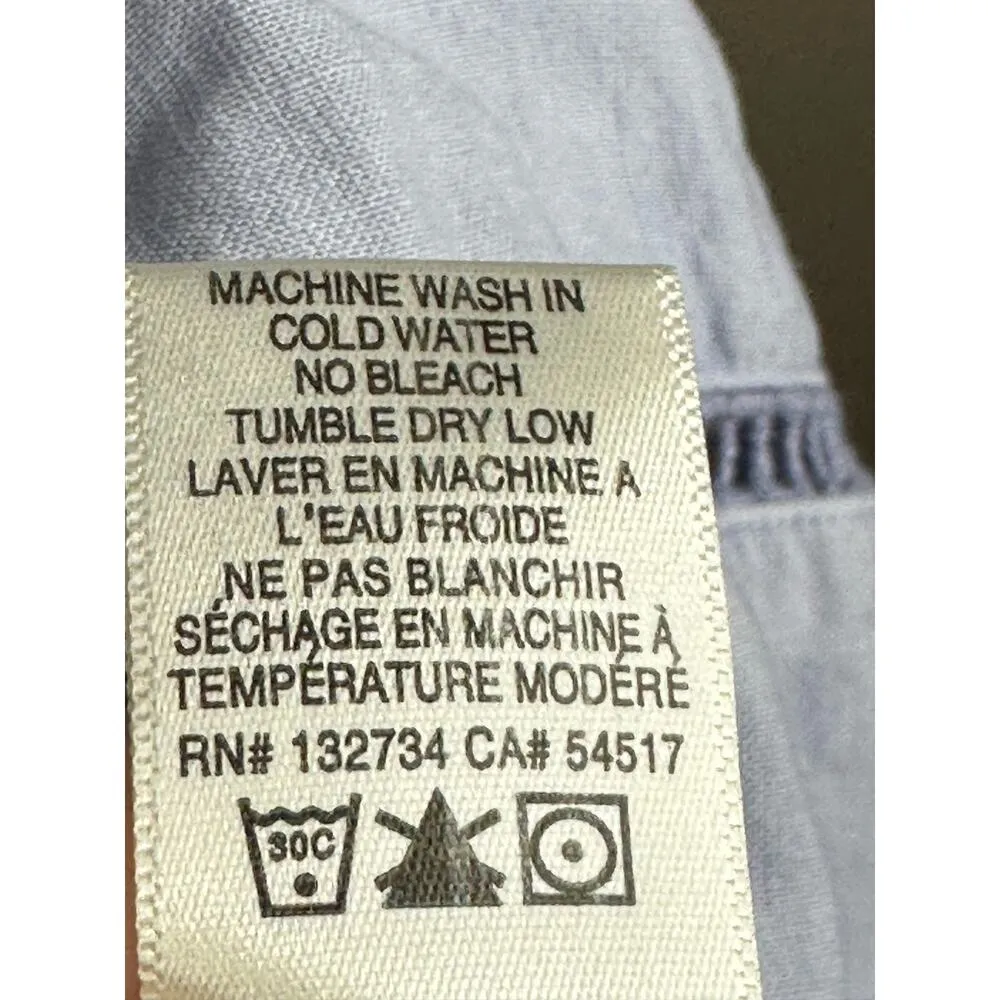 MACHINE WASH IN
COLD WATER
NO BLEACH
TUMBLE DRY LOW
LAVER EN MACHINE A
L'EAU FROIDE
NE PAS BLANCHIR
SÉCHAGE EN MACHINE À
TEMPÉRATURE MODÉRÉ
RN# 132734 CA# 54517
30C